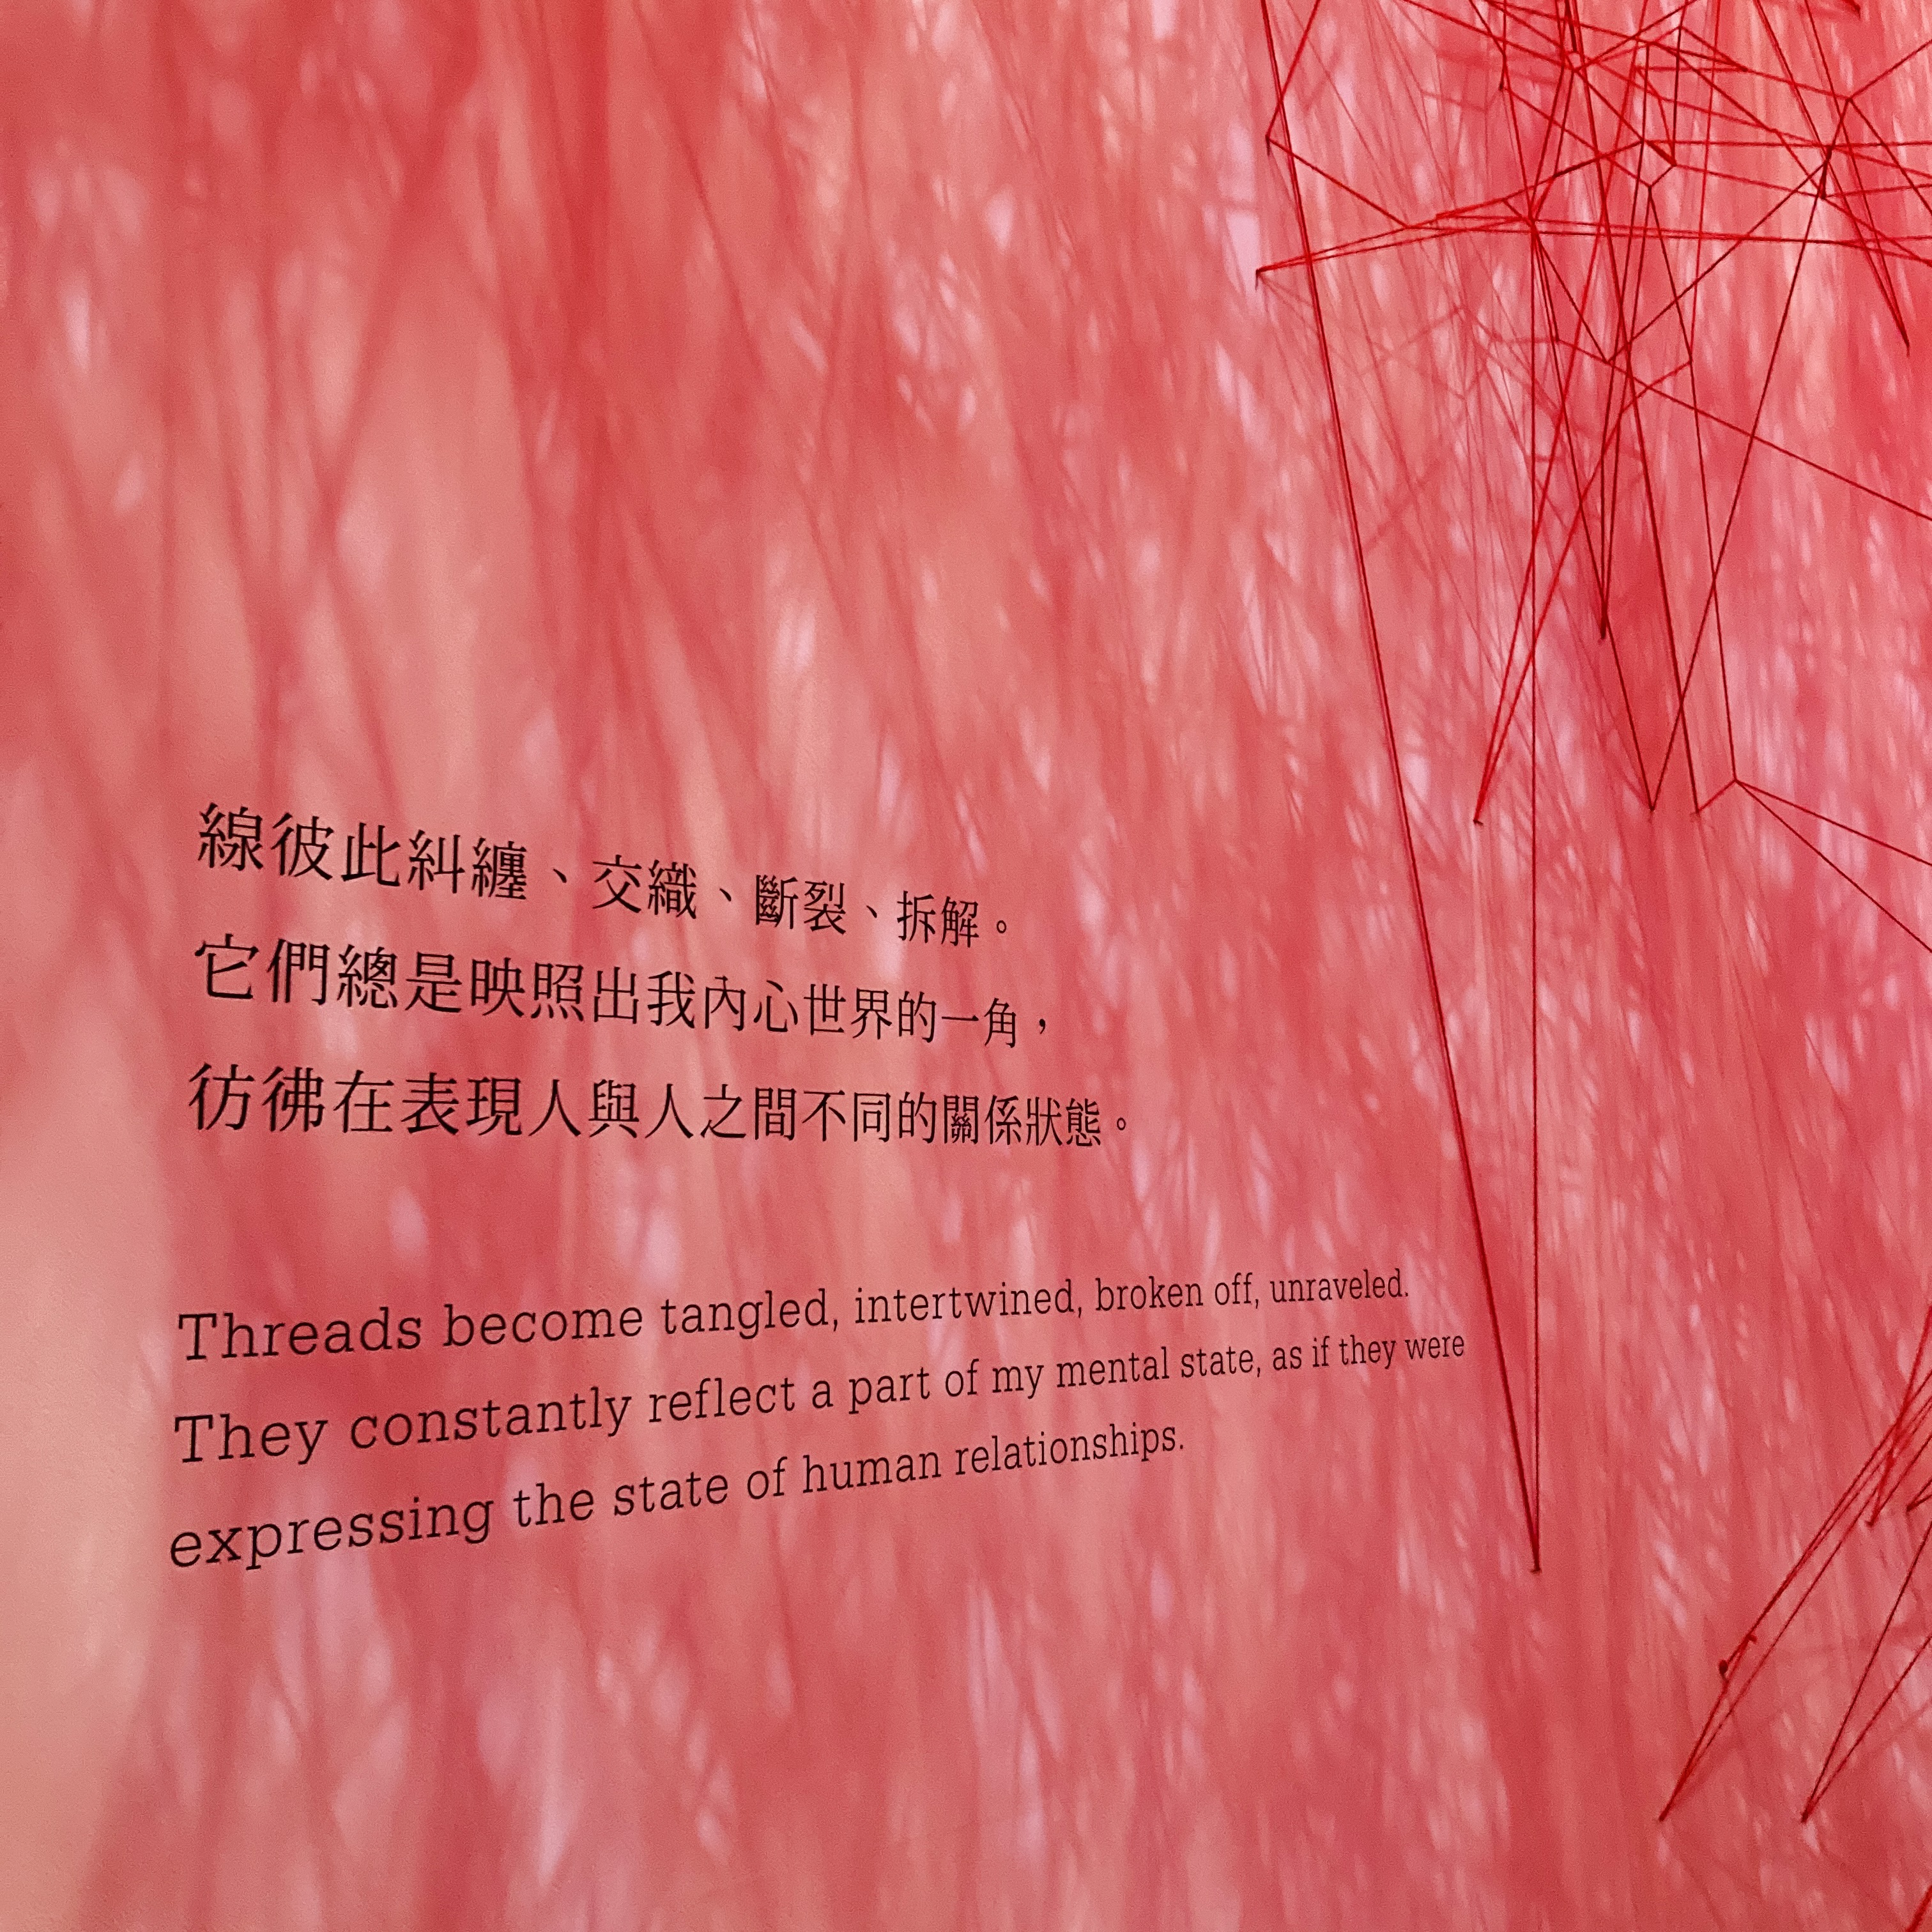 線彼此糾纏、交織、斷裂、拆解。
它們總是映照出我內心世界的一角，
彷彿在表現人與人之間不同的關係狀態。
Threads become tangled, intertwined, broken off, unraveled.
They constantly reflect a part of my mental state, as if they were
expressing the state of human relationships.